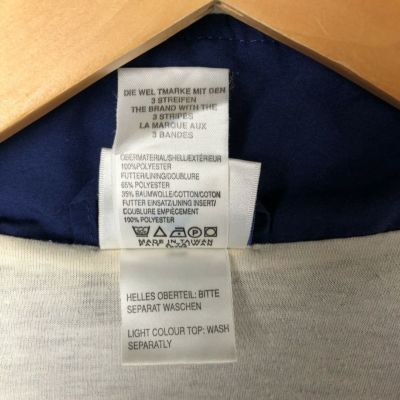 DIE WELTMARKE MIT DEN
3 STREIFEN
THE BRAND WITH THE
3 STRIPES
LA MARQUE AUX
3 BANDES
OBERMATERIAL/SHELL/EXTÉRIEUR
100%POLYESTER
FUTTER/LINING/DOUBLURE
65% POLYESTER
35% BAUMWOLLE/COTTON/COTON
FUTTER EINSATZ/LINING INSERT/
DOUBLURE EMPIÈCEMENT
100%POLYESTER
MADE IN TAIWAN
HELLES OBERTEIL: BITTE
SEPARAT WASCHEN
LIGHT COLOUR TOP: WASH
SEPARATLY